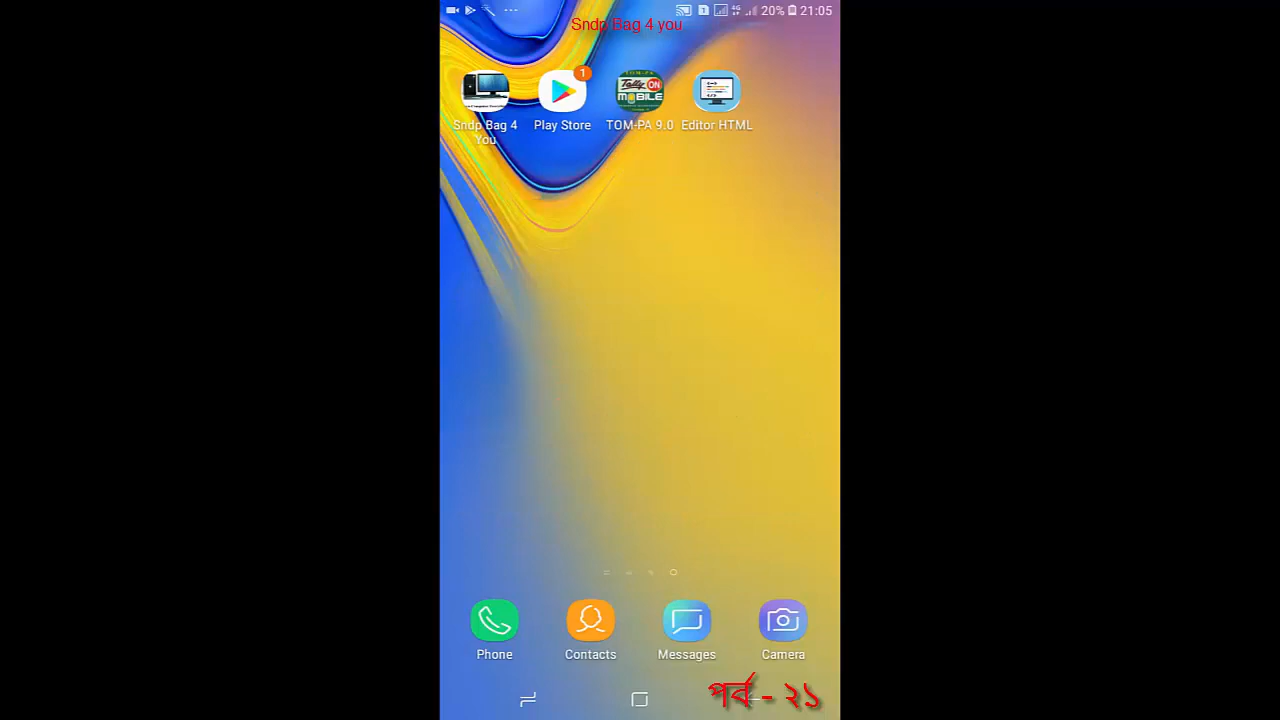 20% 21:05
Sndp Bag 4 you
1
Sndp Bag 4 You
Play Store
TOM-PA 9.0
Editor HTML
Phone
Contacts
Messages
Camera
পর্ব - ২১